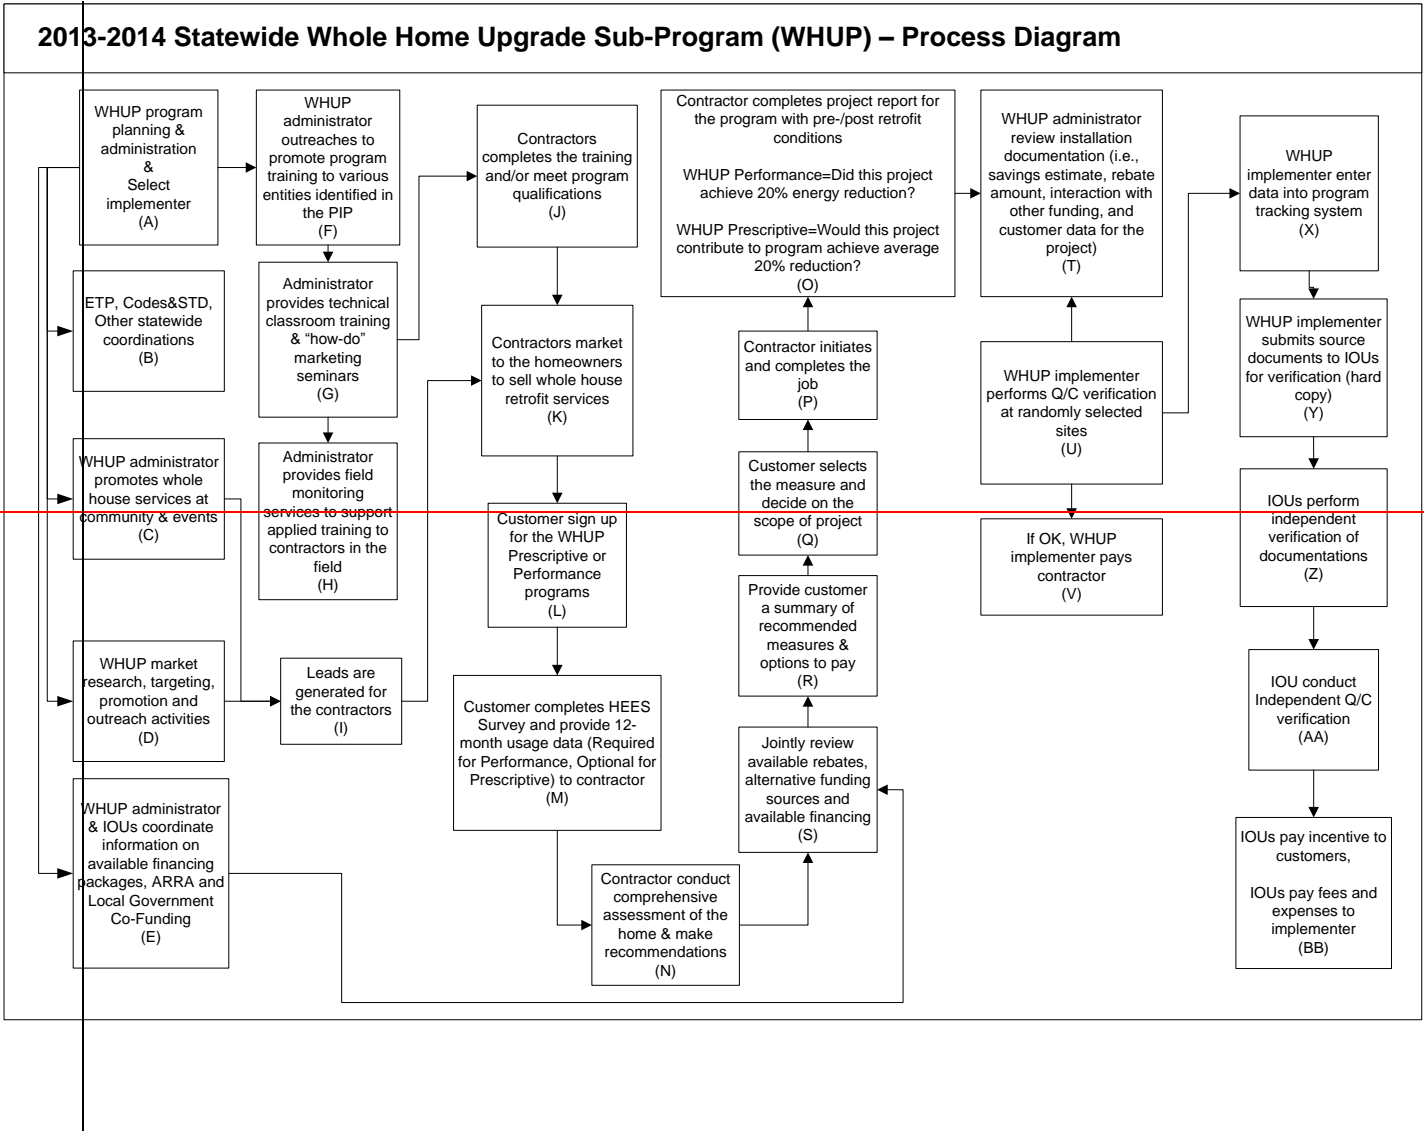 2013-2014 Statewide Whole Home Upgrade Sub-Program (WHUP) – Process Diagram
WHUP program
planning &
administration
&
Select
implementer
(A)
ETP, Codes&STD,
Other statewide
coordinations
(B)
WHUP administrator
promotes whole
house services at
community & events
(C)
WHUP market
research, targeting,
promotion and
outreach activities
(D)
WHUP administrator
& IOUs coordinate
information on
available financing
packages, ARRA and
Local Government
Co-Funding
(E)
WHUP
administrator
outreaches to
promote program
training to various
entities identified in
the PIP
(F)
Administrator
provides technical
classroom training
& “how-do”
marketing
seminars
(G)
Administrator
provides field
monitoring
services to support
applied training to
contractors in the
field
(H)
Leads are
generated for
the contractors
(I)
Contractors
completes the training
and/or meet program
qualifications
(J)
Contractors market
to the homeowners
to sell whole house
retrofit services
(K)
Customer sign up
for the WHUP
Prescriptive or
Performance
programs
(L)
Customer completes HEES
Survey and provide 12-
month usage data (Required
for Performance, Optional for
Prescriptive) to contractor
(M)
Contractor conduct
comprehensive
assessment of the
home & make
recommendations
(N)
Contractor completes project report for
the program with pre-/post retrofit
conditions
WHUP Performance=Did this project
achieve 20% energy reduction?
WHUP Prescriptive=Would this project
contribute to program achieve average
20% reduction?
(O)
Contractor initiates
and completes the
job
(P)
Customer selects
the measure and
decide on the
scope of project
(Q)
Provide customer
a summary of
recommended
measures &
options to pay
(R)
Jointly review
available rebates,
alternative funding
sources and
available financing
(S)
WHUP administrator
review installation
documentation (i.e.,
savings estimate, rebate
amount, interaction with
other funding, and
customer data for the
project)
(T)
WHUP implementer
performs Q/C verification
at randomly selected
sites
(U)
If OK, WHUP
implementer pays
contractor
(V)
WHUP
implementer enter
data into program
tracking system
(X)
WHUP implementer
submits source
documents to IOUs
for verification (hard
copy)
(Y)
IOUs perform
independent
verification of
documentations
(Z)
IOU conduct
Independent Q/C
verification
(AA)
IOUs pay incentive to
customers,
IOUs pay fees and
expenses to
implementer
(BB)